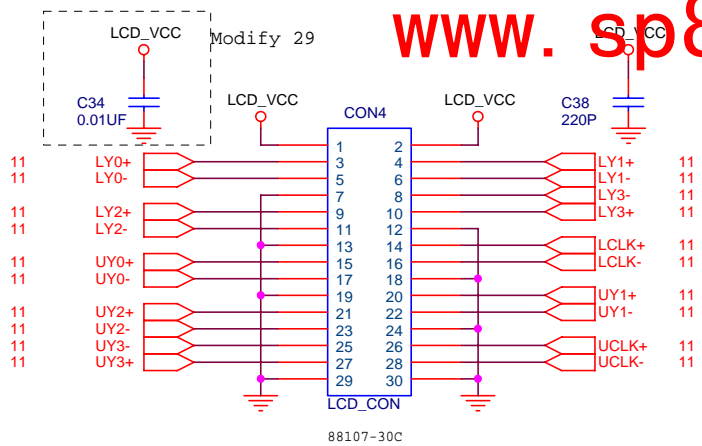 www. sp8
LCD_VCC
Modify 29
C34
0.01UF
LCD_VCC
C38
220P
LCD_VCC
CON4
LCD_VCC
1 2
11 LY0+ 3 4 LY1+ 11
11 LY0- 5 6 LY1- 11
7 8 LY3- 11
11 LY2+ 9 10 LY3+ 11
11 LY2- 11 12
13 14 LCLK+ 11
11 UY0+ 15 16 LCLK- 11
11 UY0- 17 18
19 20 UY1+ 11
11 UY2+ 21 22 UY1- 11
11 UY2- 23 24
11 UY3- 25 26 UCLK+ 11
11 UY3+ 27 28 UCLK- 11
29 30
LCD_CON
88107-30C